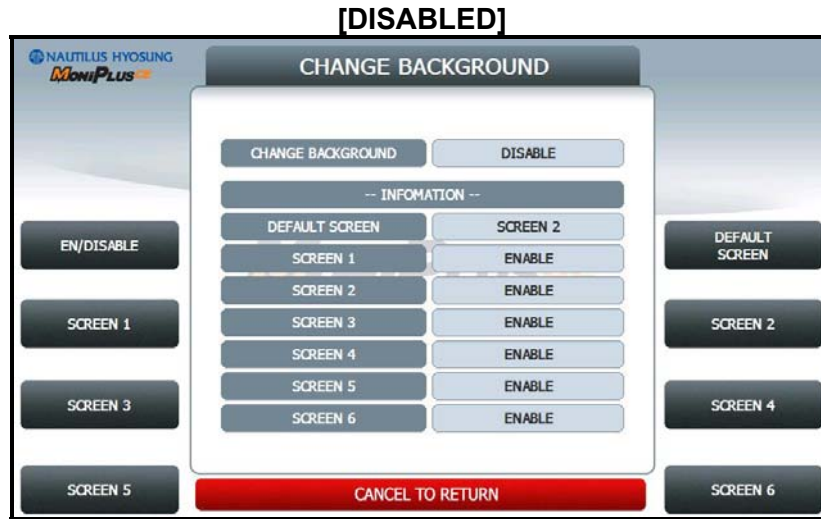 [DISABLED]
NAUTILUS HYOSUNG
MoniPlus CE
CHANGE BACKGROUND
CHANGE BACKGROUND DISABLE
-- INFOMATION --
DEFAULT SCREEN SCREEN 2
SCREEN 1 ENABLE
SCREEN 2 ENABLE
SCREEN 3 ENABLE
SCREEN 4 ENABLE
SCREEN 5 ENABLE
SCREEN 6 ENABLE
EN/DISABLE
DEFAULT
SCREEN
SCREEN 1
SCREEN 2
SCREEN 3
SCREEN 4
SCREEN 5
CANCEL TO RETURN
SCREEN 6